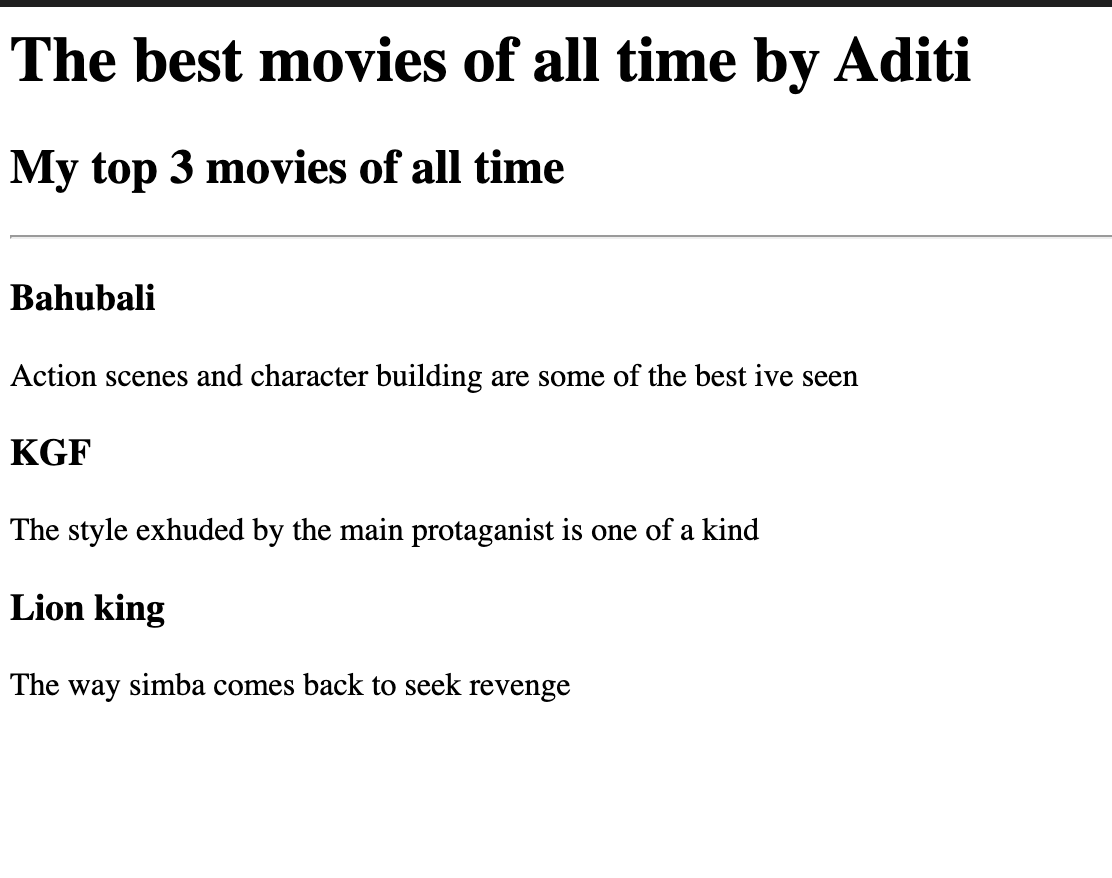 The best movies of all time by Aditi
My top 3 movies of all time
Bahubali
Action scenes and character building are some of the best ive seen
KGF
The style exhuded by the main protaganist is one of a kind
Lion king
The way simba comes back to seek revenge